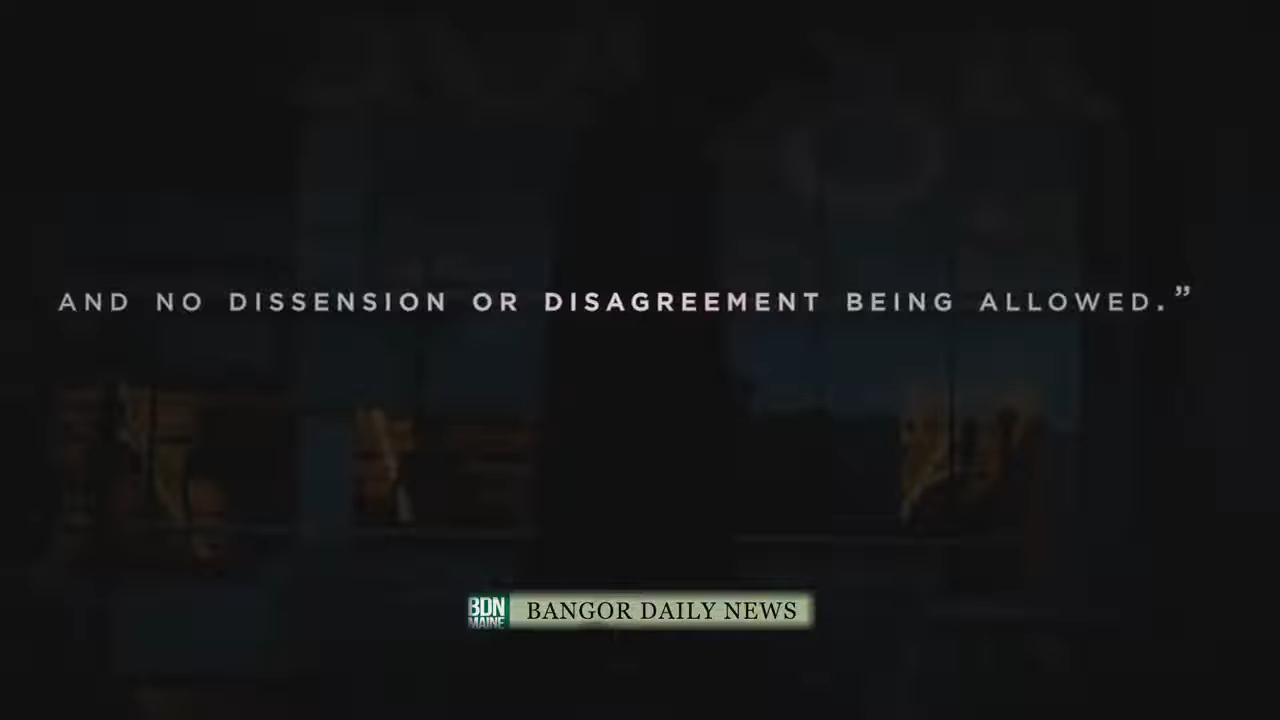 AND NO DISSENSION OR DISAGREEMENT BEING ALLOWED.”
BDN
MAINE
BANGOR DAILY NEWS